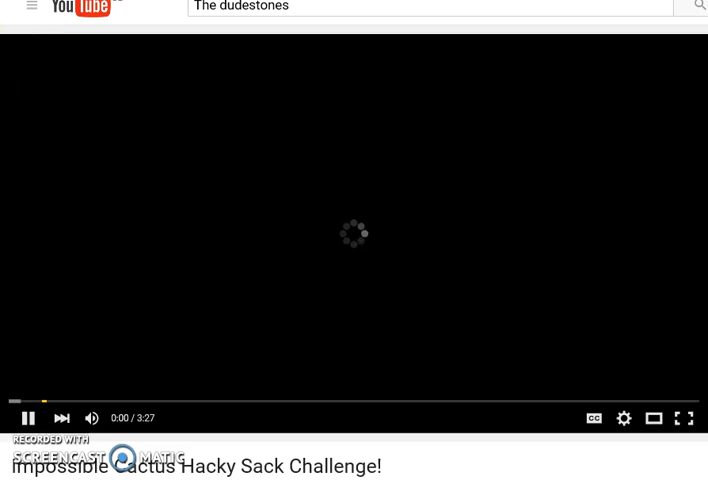 YouTube
The dudestones
0:00 / 3:27
CC
RECORDED WITH
SCREENCAST MATIC
impossible Cactus Hacky Sack Challenge!